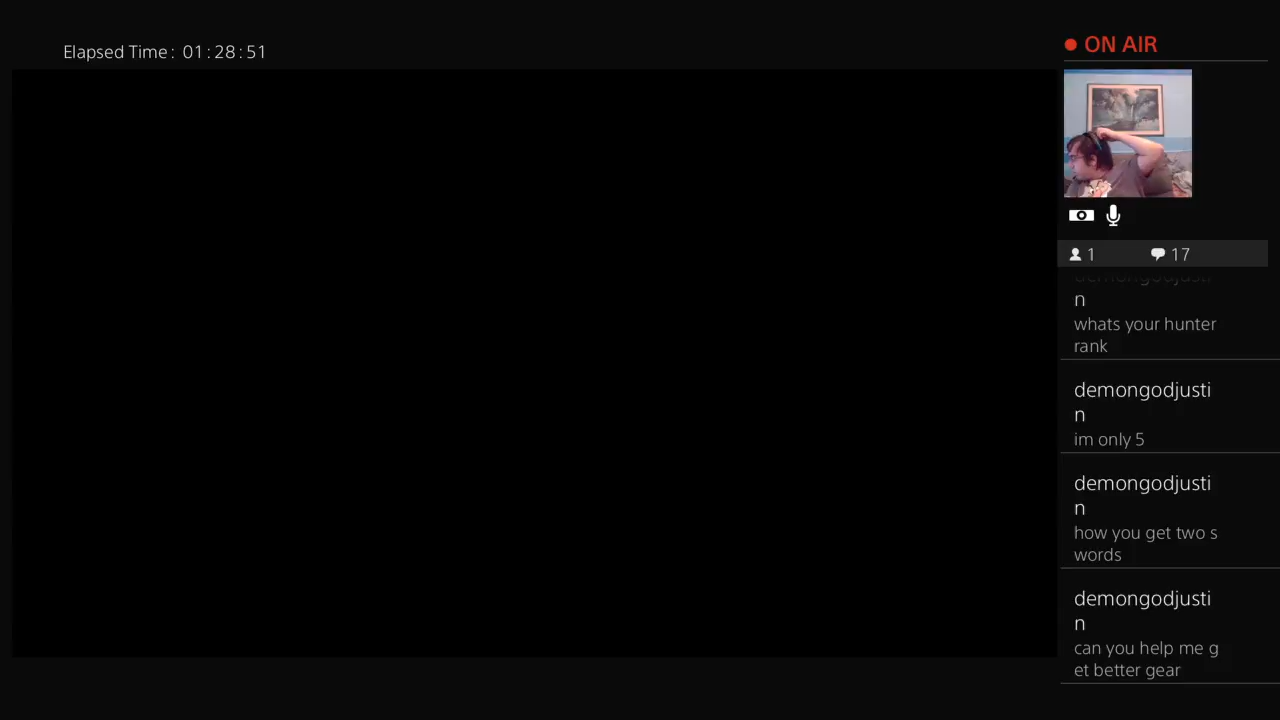 Elapsed Time: 01:28:51
ON AIR
1 17
n
whats your hunter
rank
demongodjusti
n
im only 5
demongodjusti
n
how you get two s
words
demongodjusti
n
can you help me g
et better gear